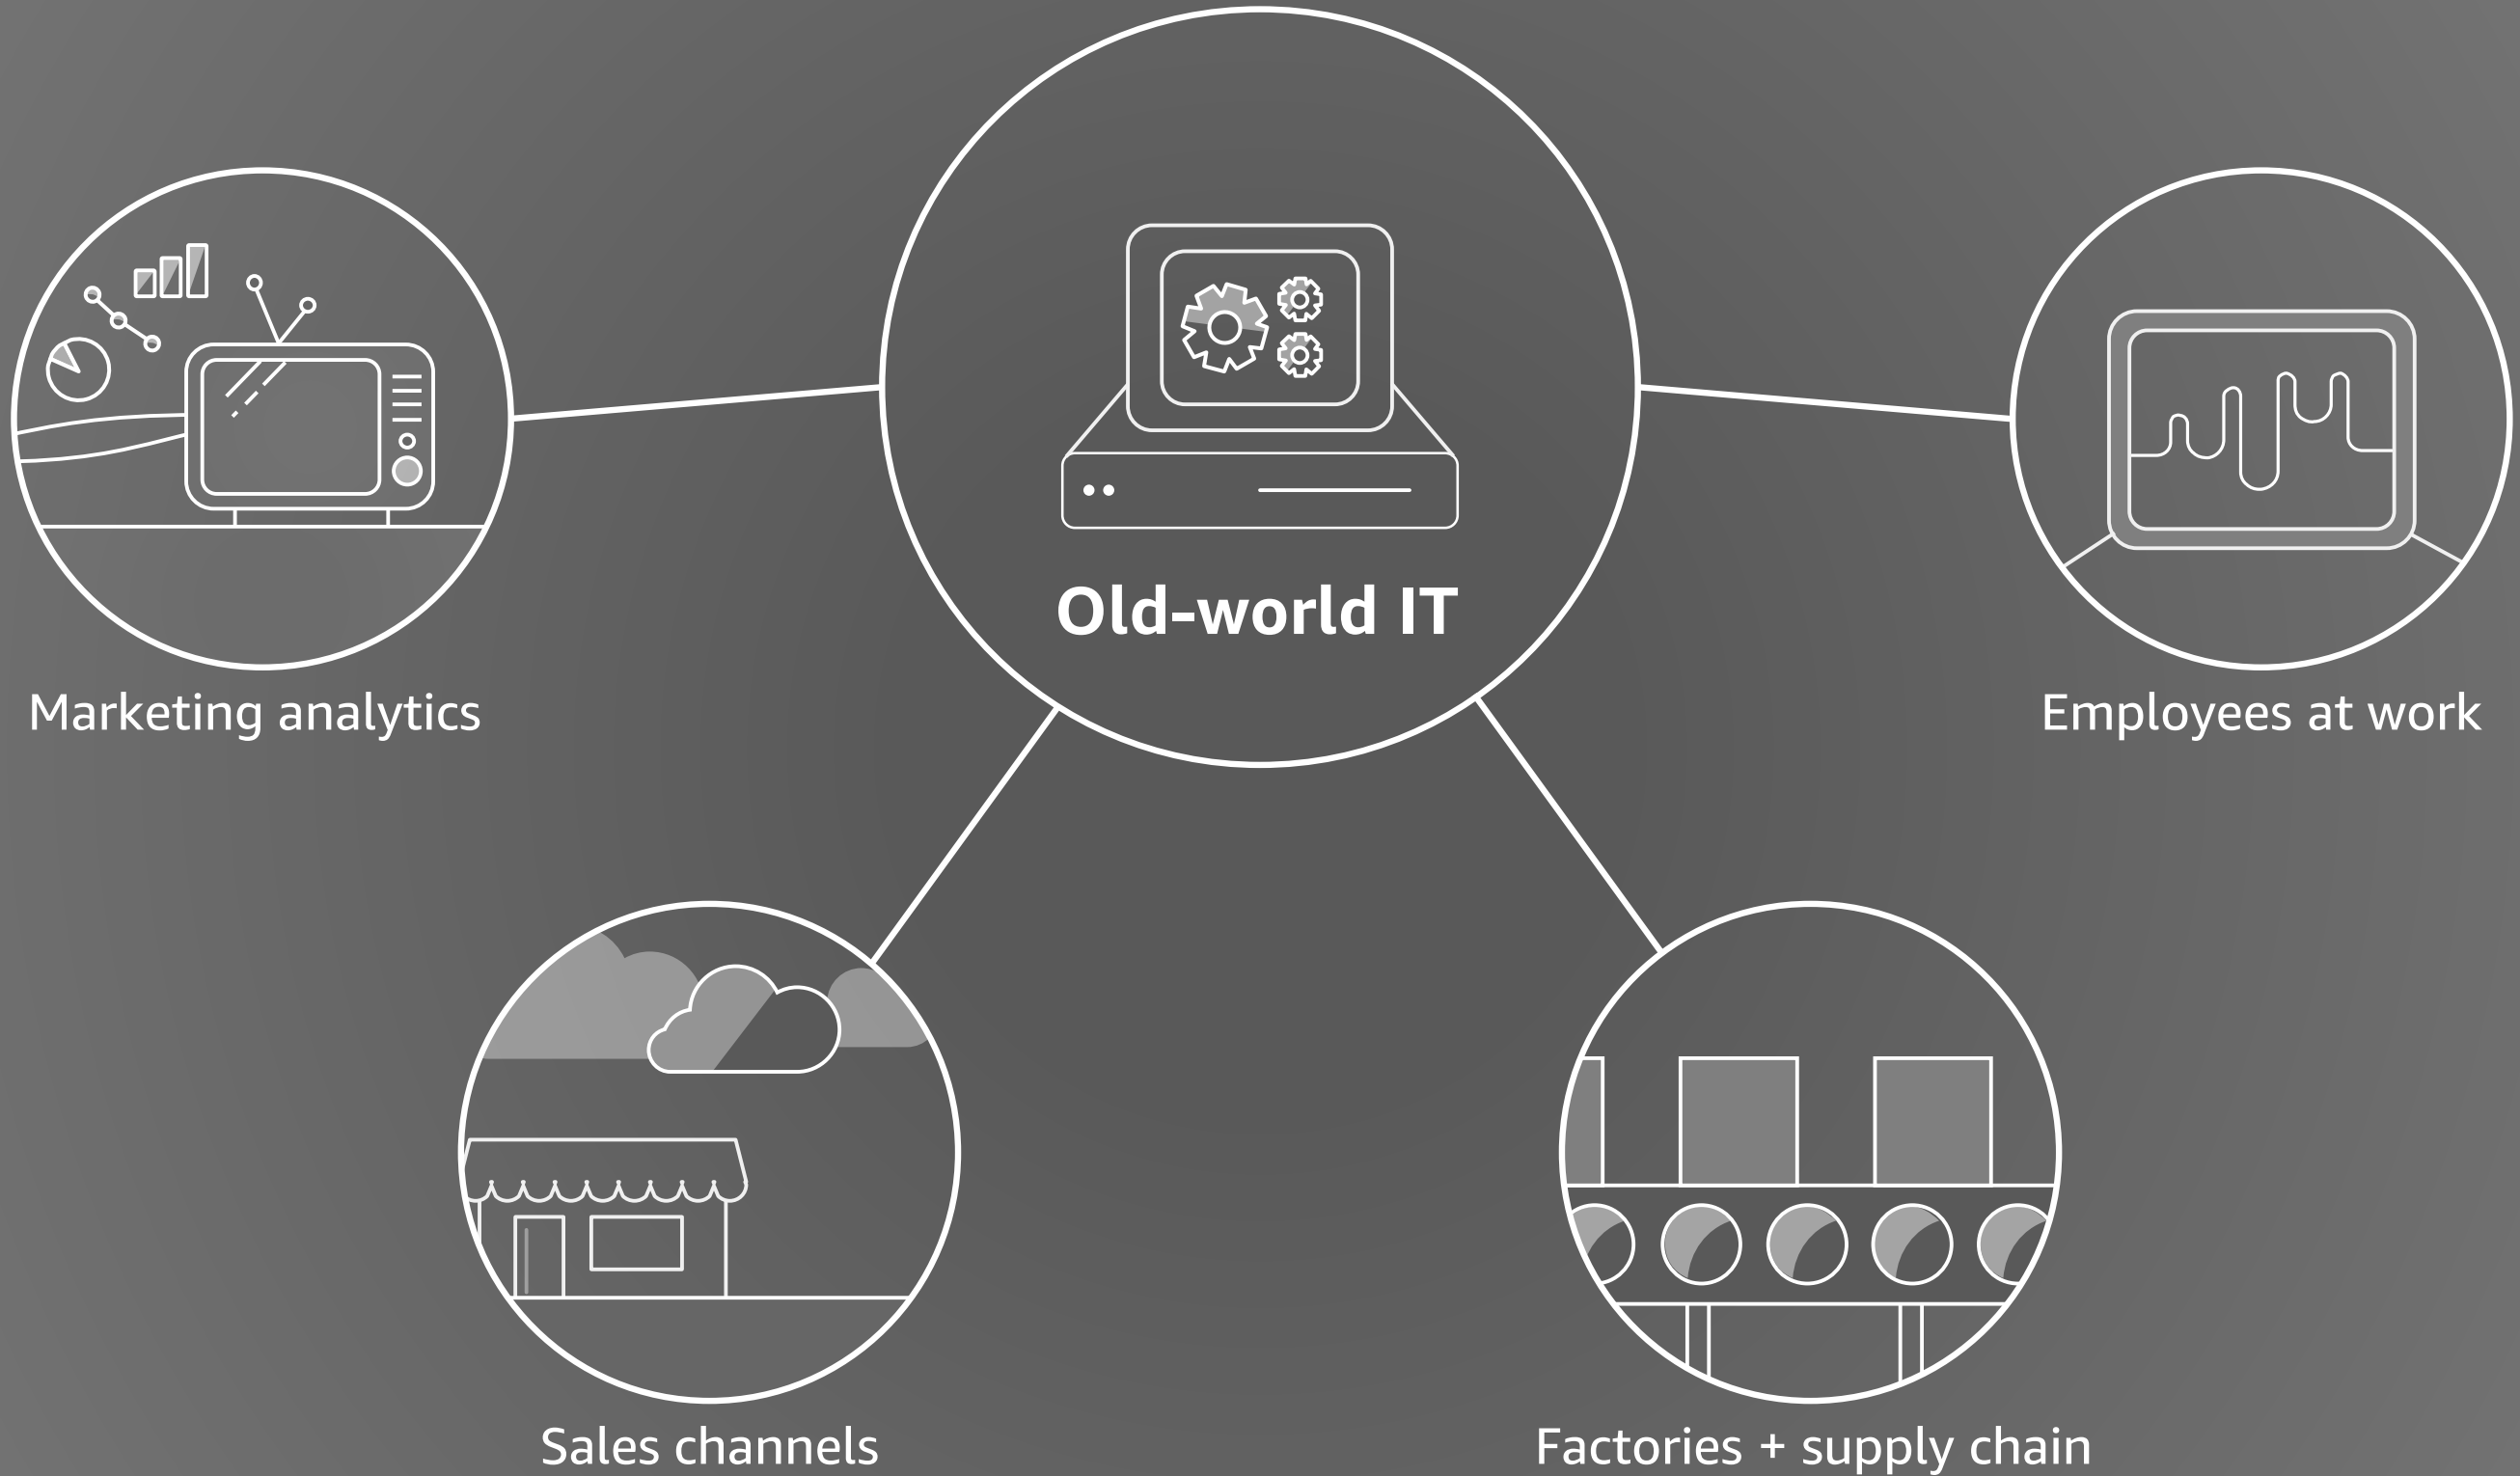 Old-world IT
Marketing analytics
Employees at work
Sales channels
Factories + supply chain